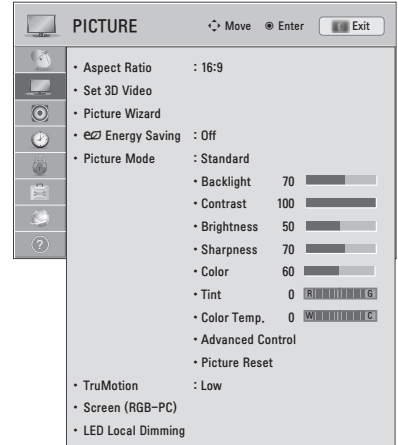 PICTURE Move Enter Exit
• Aspect Ratio : 16:9
• Set 3D Video
• Picture Wizard
• Energy Saving : Off
• Picture Mode : Standard
• Backlight 70
• Contrast 100
• Brightness 50
• Sharpness 70
• Color 60
• Tint 0 R G
• Color Temp. 0 W C
• Advanced Control
• Picture Reset
• TruMotion : Low
• Screen (RGB-PC)
• LED Local Dimming